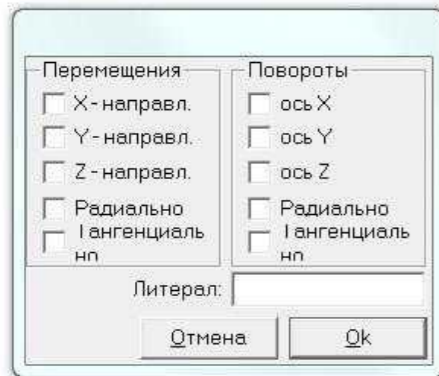 Перемещения
Повороты
X-направл.
ось X
Y-направл.
ось Y
Z-направл.
ось Z
Радиально
Радиально
Тангенциаль
но
Тангенциаль
но
Литерал:
Отмена
Ok